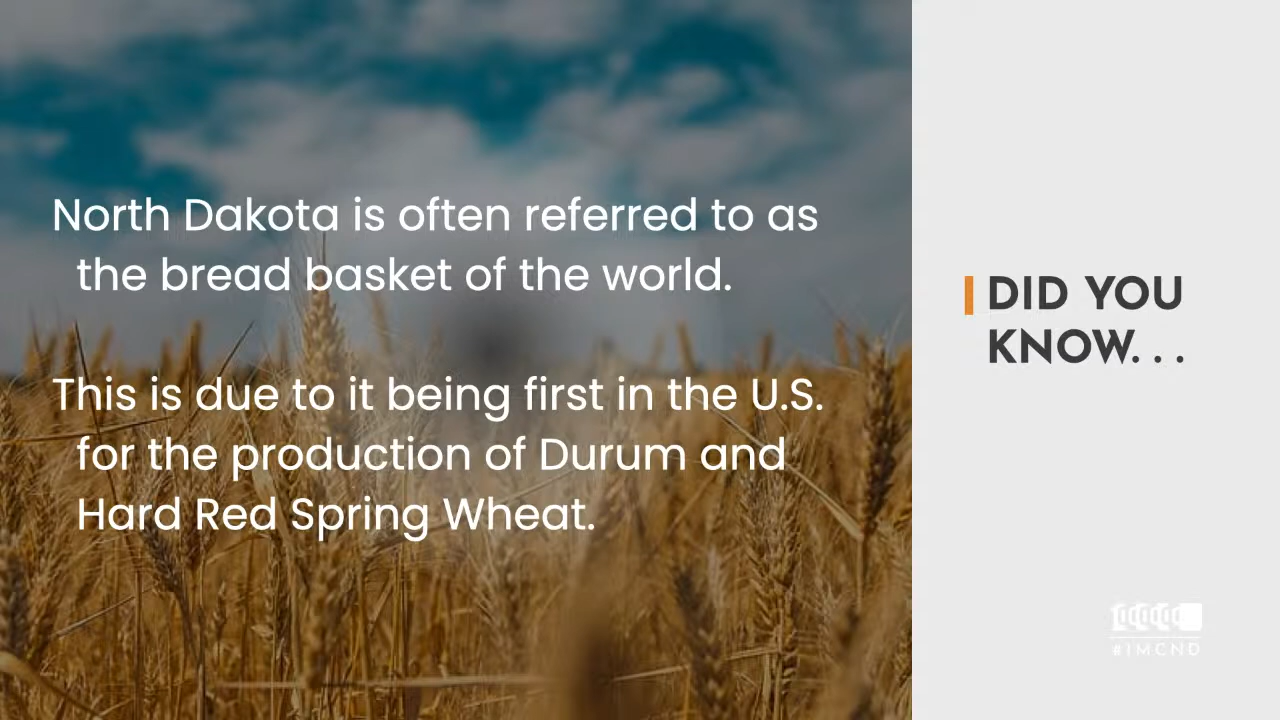 North Dakota is often referred to as
the bread basket of the world.
This is due to it being first in the U.S.
for the production of Durum and
Hard Red Spring Wheat.
DID YOU
KNOW...
#IMCND